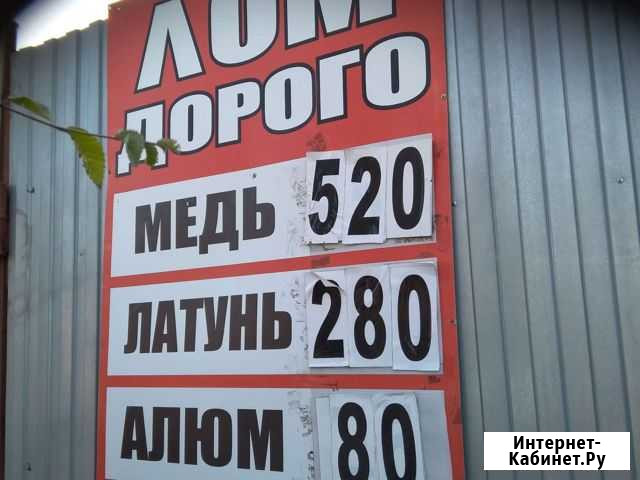 ЛОМ
ДОРОГО
МЕДЬ 520
ЛАТУНЬ 280
АЛЮМ 80
Интернет-
Кабинет.Ру